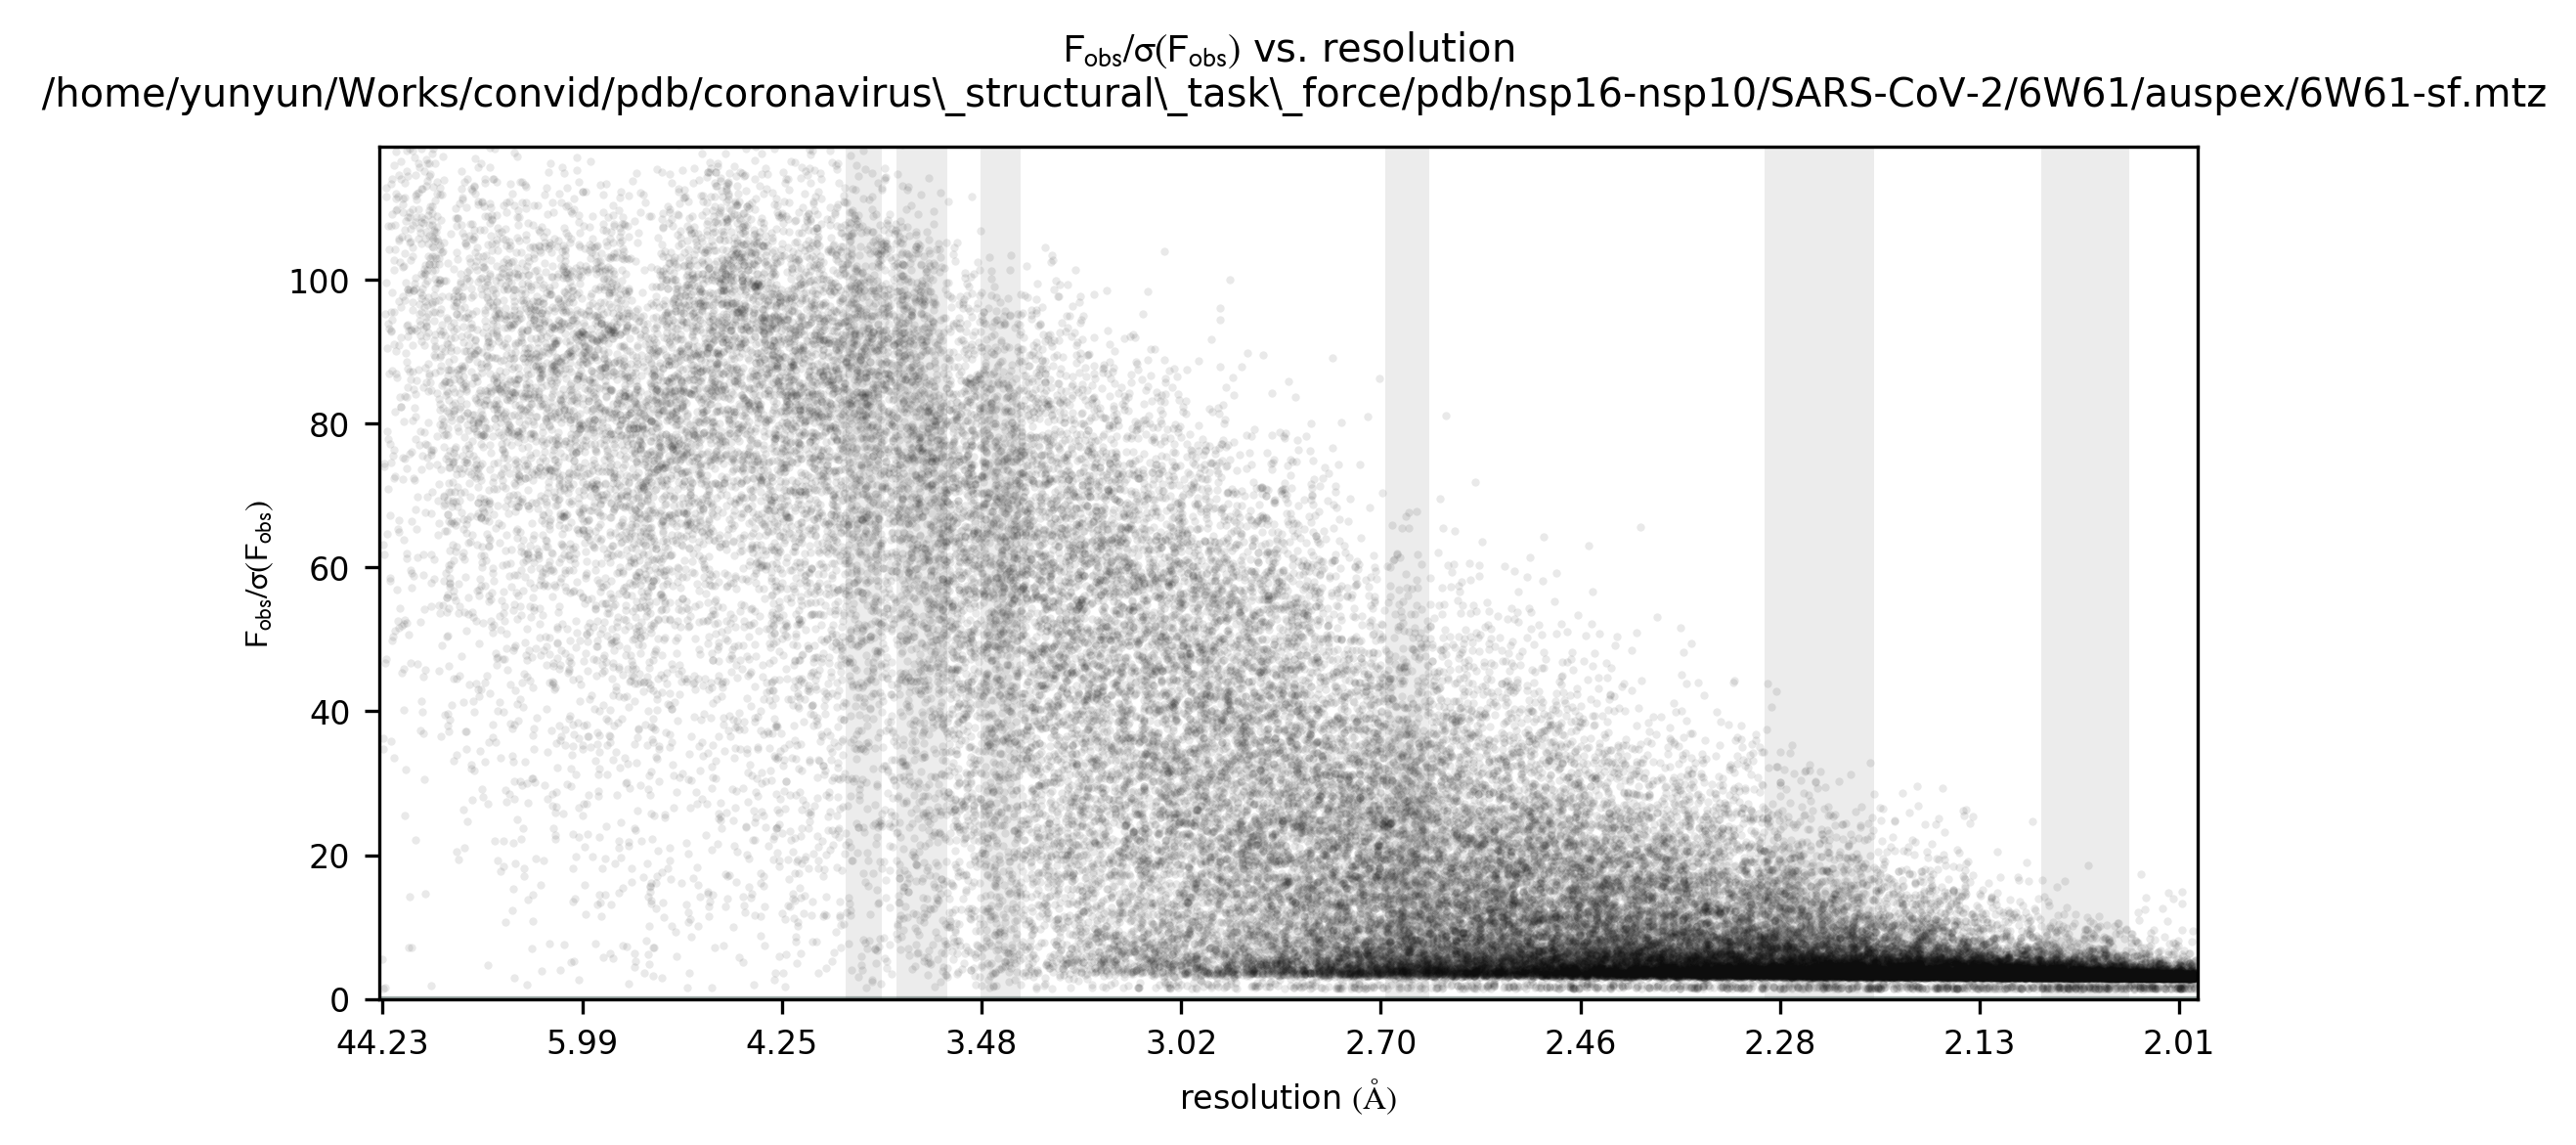 Fobs/σ(Fobs) vs. resolution
/home/yunyun/Works/convid/pdb/coronavirus\_structural\_task\_force/pdb/nsp16-nsp10/SARS-CoV-2/6W61/auspex/6W61-sf.mtz
Fobs/σ(Fobs)
100
80
60
40
20
0
44.23 5.99 4.25 3.48 3.02 2.70 2.46 2.28 2.13 2.01
resolution (Å)